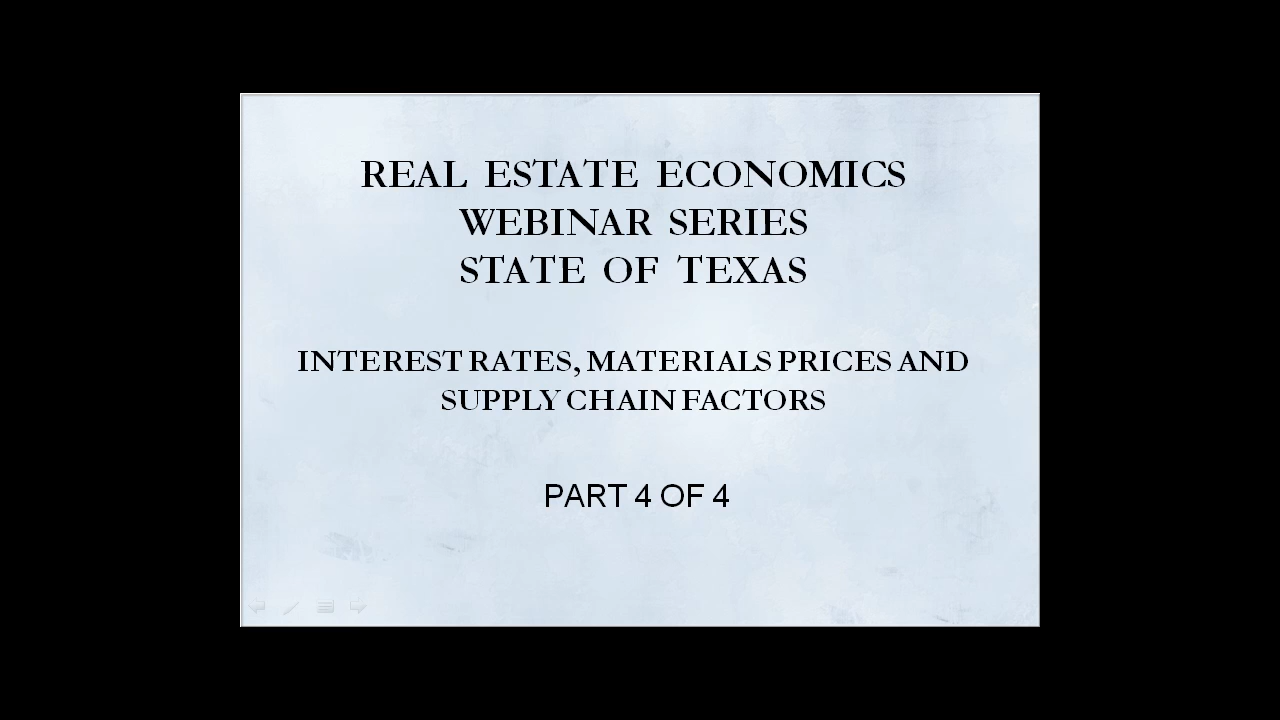 REAL ESTATE ECONOMICS
WEBINAR SERIES
STATE OF TEXAS
INTEREST RATES, MATERIALS PRICES AND
SUPPLY CHAIN FACTORS
PART 4 OF 4